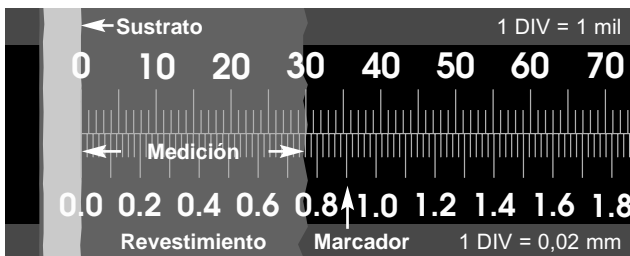 Sustrato 1 DIV = 1 mil
0 10 20 30 40 50 60 70
Medición
0.0 0.2 0.4 0.6 0.8 1.0 1.2 1.4 1.6 1.8
Revestimiento Marcador 1 DIV = 0,02 mm